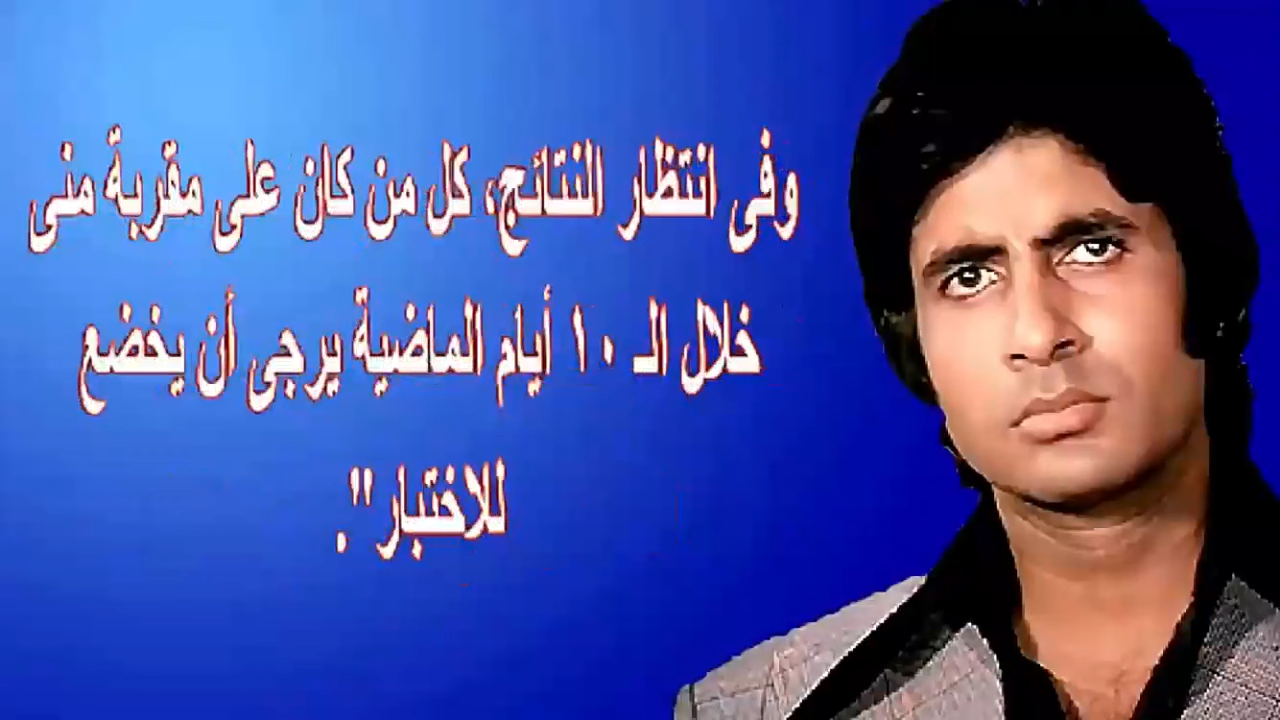 وفى انتظار النتائج، كل من كان على مقربة منى
خلال الـ ١٠ أيام الماضية يرجى أن يخضع
للاختبار".